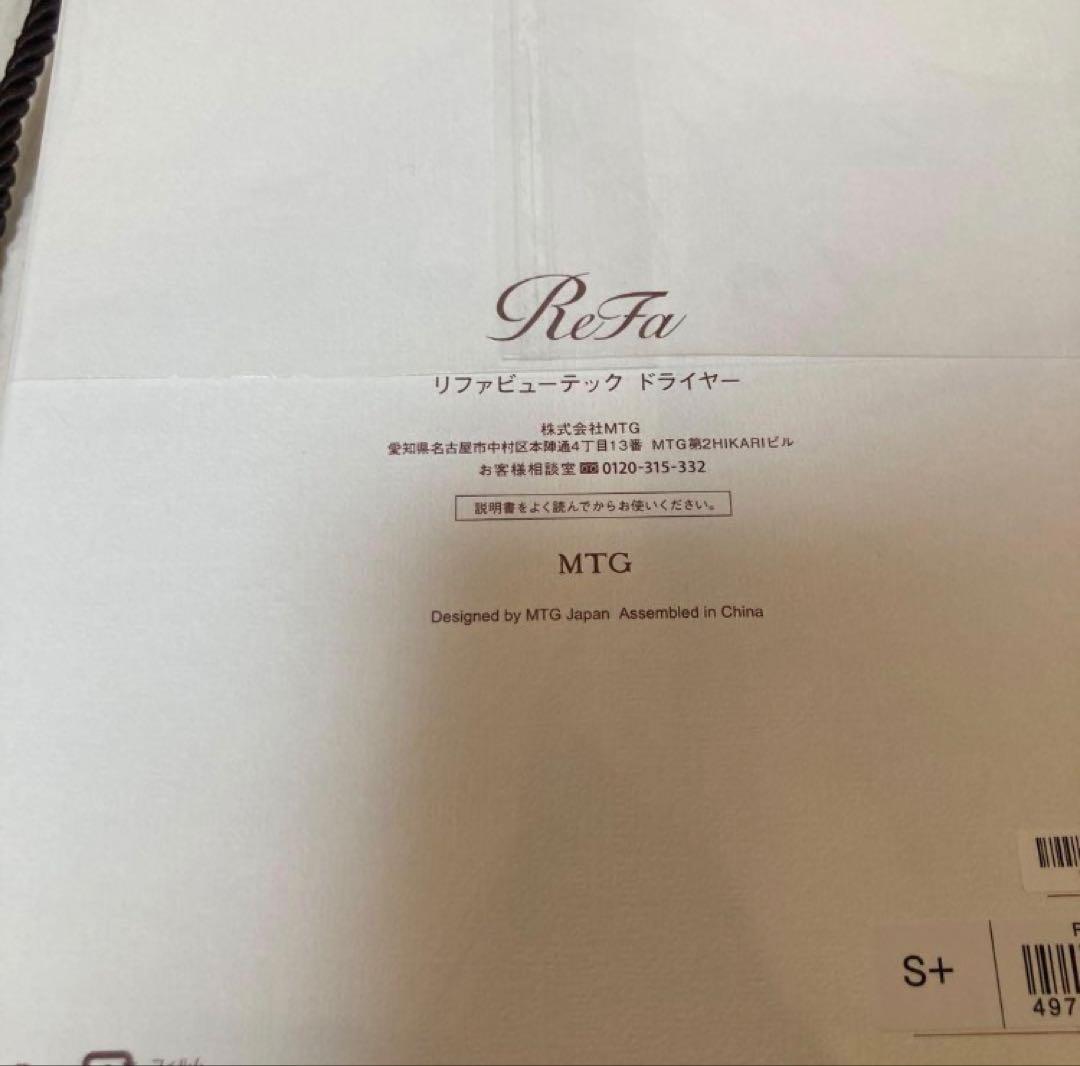 ReFa
リファビューテック ドライヤー
株式会社MTG
愛知県名古屋市中村区本陣通4丁目13番 MTG第2HIKARIビル
お客様相談室 0120-315-332
説明書をよく読んでからお使いください。
MTG
Designed by MTG Japan Assembled in China
S+
497
フィルム